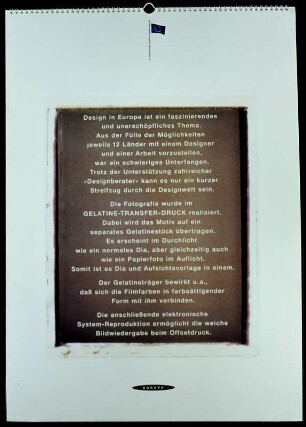 Design in Europa ist ein faszinierendes
und unerschöpfliches Thema.
Aus der Fülle der Möglichkeiten
jeweils 12 Länder mit einem Designer
und einer Arbeit vorzustellen,
war ein schwieriges Unterfangen.
Trotz der Unterstützung zahlreicher
»Designberater« kann es nur ein kurzer
Streifzug durch die Designwelt sein.
Die Fotografie wurde im
GELATINE-TRANSFER-DRUCK realisiert.
Dabei wird das Motiv auf ein
separates Gelatinestück übertragen.
Es erscheint im Durchlicht
wie ein normales Dia, aber gleichzeitig auch
wie ein Papierfoto im Auflicht.
Somit ist es Dia und Aufsichtsvorlage in einem.
Der Gelatineträger bewirkt u.a.,
daß sich die Filmfarben in farbsättigender
Form mit ihm verbinden.
Die anschließende elektronische
System-Reproduktion ermöglicht die weiche
Bildwiedergabe beim Offsetdruck.